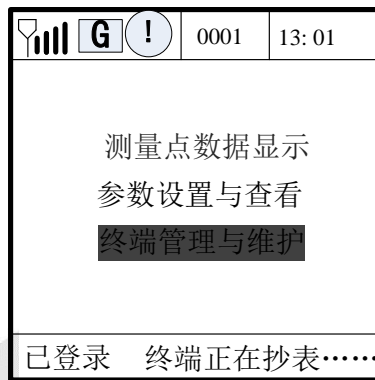 G ! 0001 13: 01
测量点数据显示
参数设置与查看
终端管理与维护
已登录 终端正在抄表……